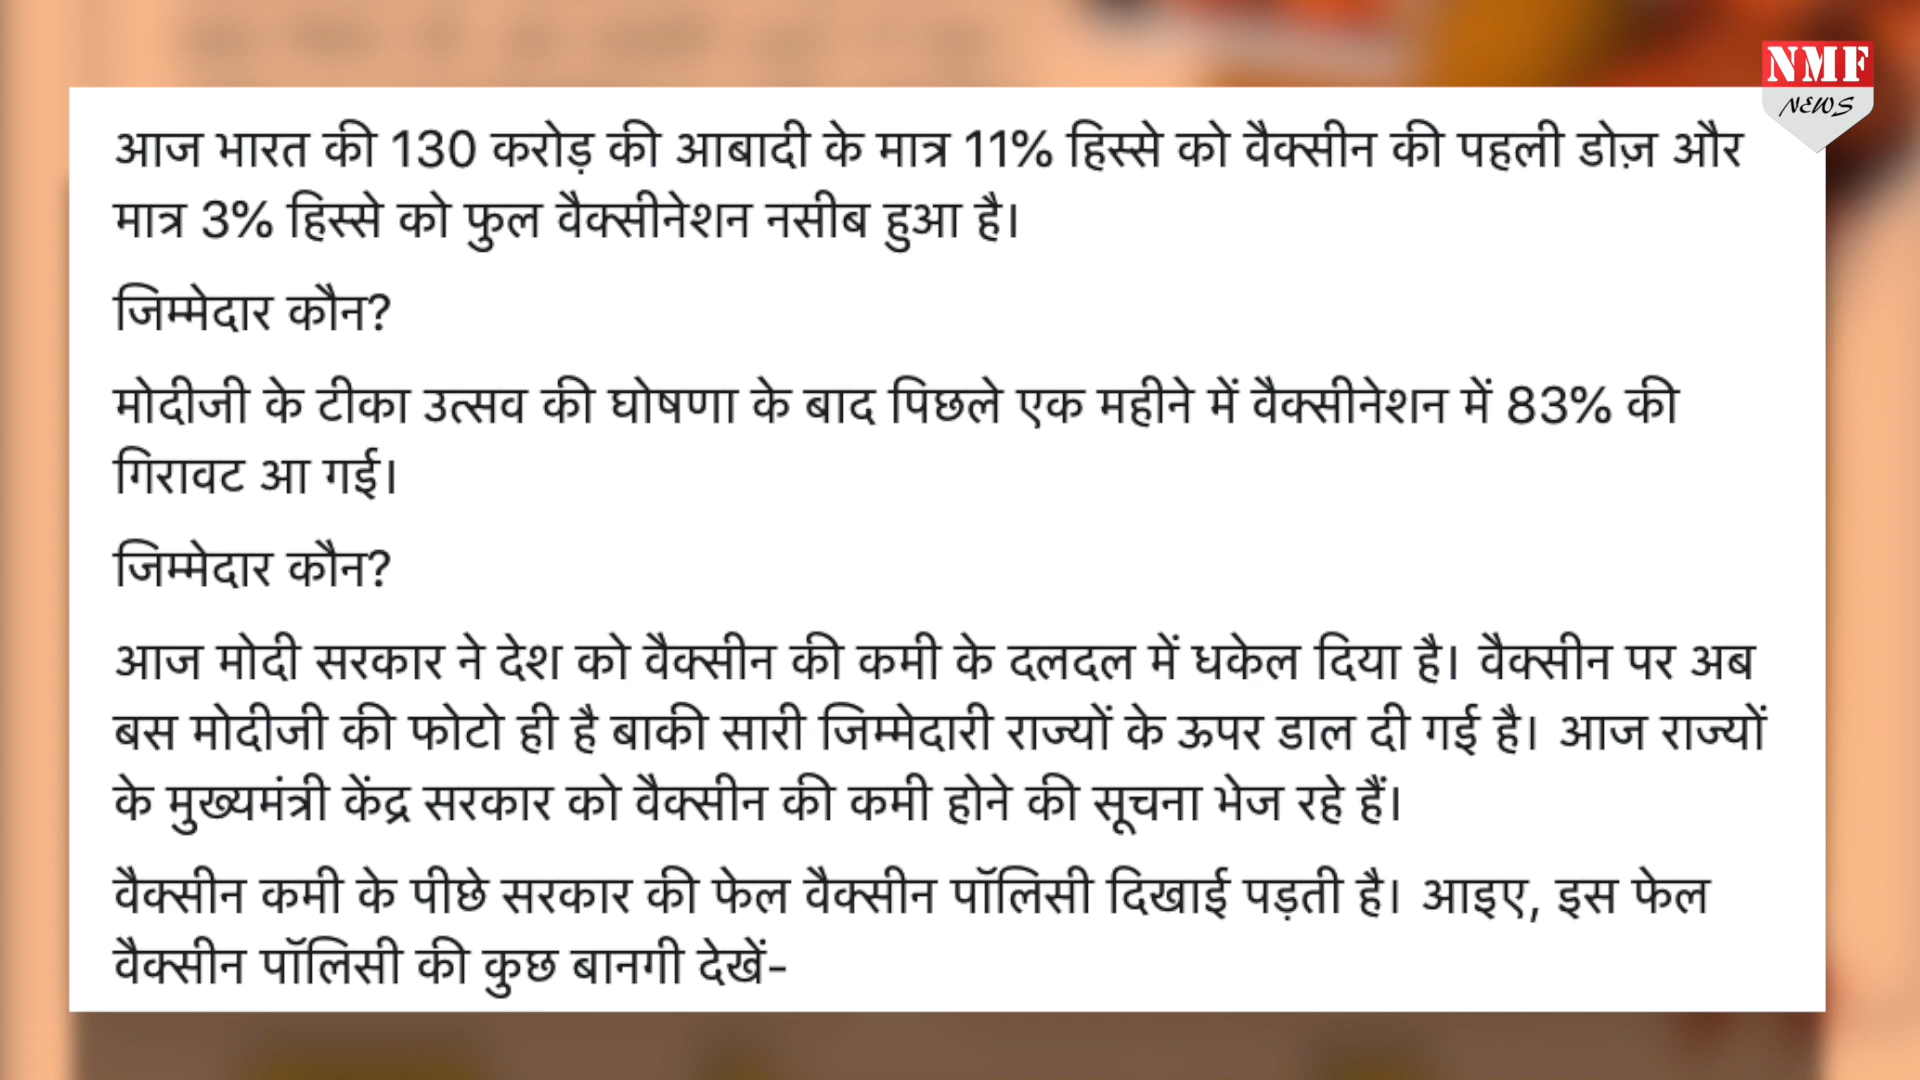 NMF
NEWS
आज भारत की 130 करोड़ की आबादी के मात्र 11% हिस्से को वैक्सीन की पहली डोज़ और
मात्र 3% हिस्से को फुल वैक्सीनेशन नसीब हुआ है।
जिम्मेदार कौन?
मोदीजी के टीका उत्सव की घोषणा के बाद पिछले एक महीने में वैक्सीनेशन में 83% की
गिरावट आ गई।
जिम्मेदार कौन?
आज मोदी सरकार ने देश को वैक्सीन की कमी के दलदल में धकेल दिया है। वैक्सीन पर अब
बस मोदीजी की फोटो ही है बाकी सारी जिम्मेदारी राज्यों के ऊपर डाल दी गई है। आज राज्यों
के मुख्यमंत्री केंद्र सरकार को वैक्सीन की कमी होने की सूचना भेज रहे हैं।
वैक्सीन कमी के पीछे सरकार की फेल वैक्सीन पॉलिसी दिखाई पड़ती है। आइए, इस फेल
वैक्सीन पॉलिसी की कुछ बानगी देखें-